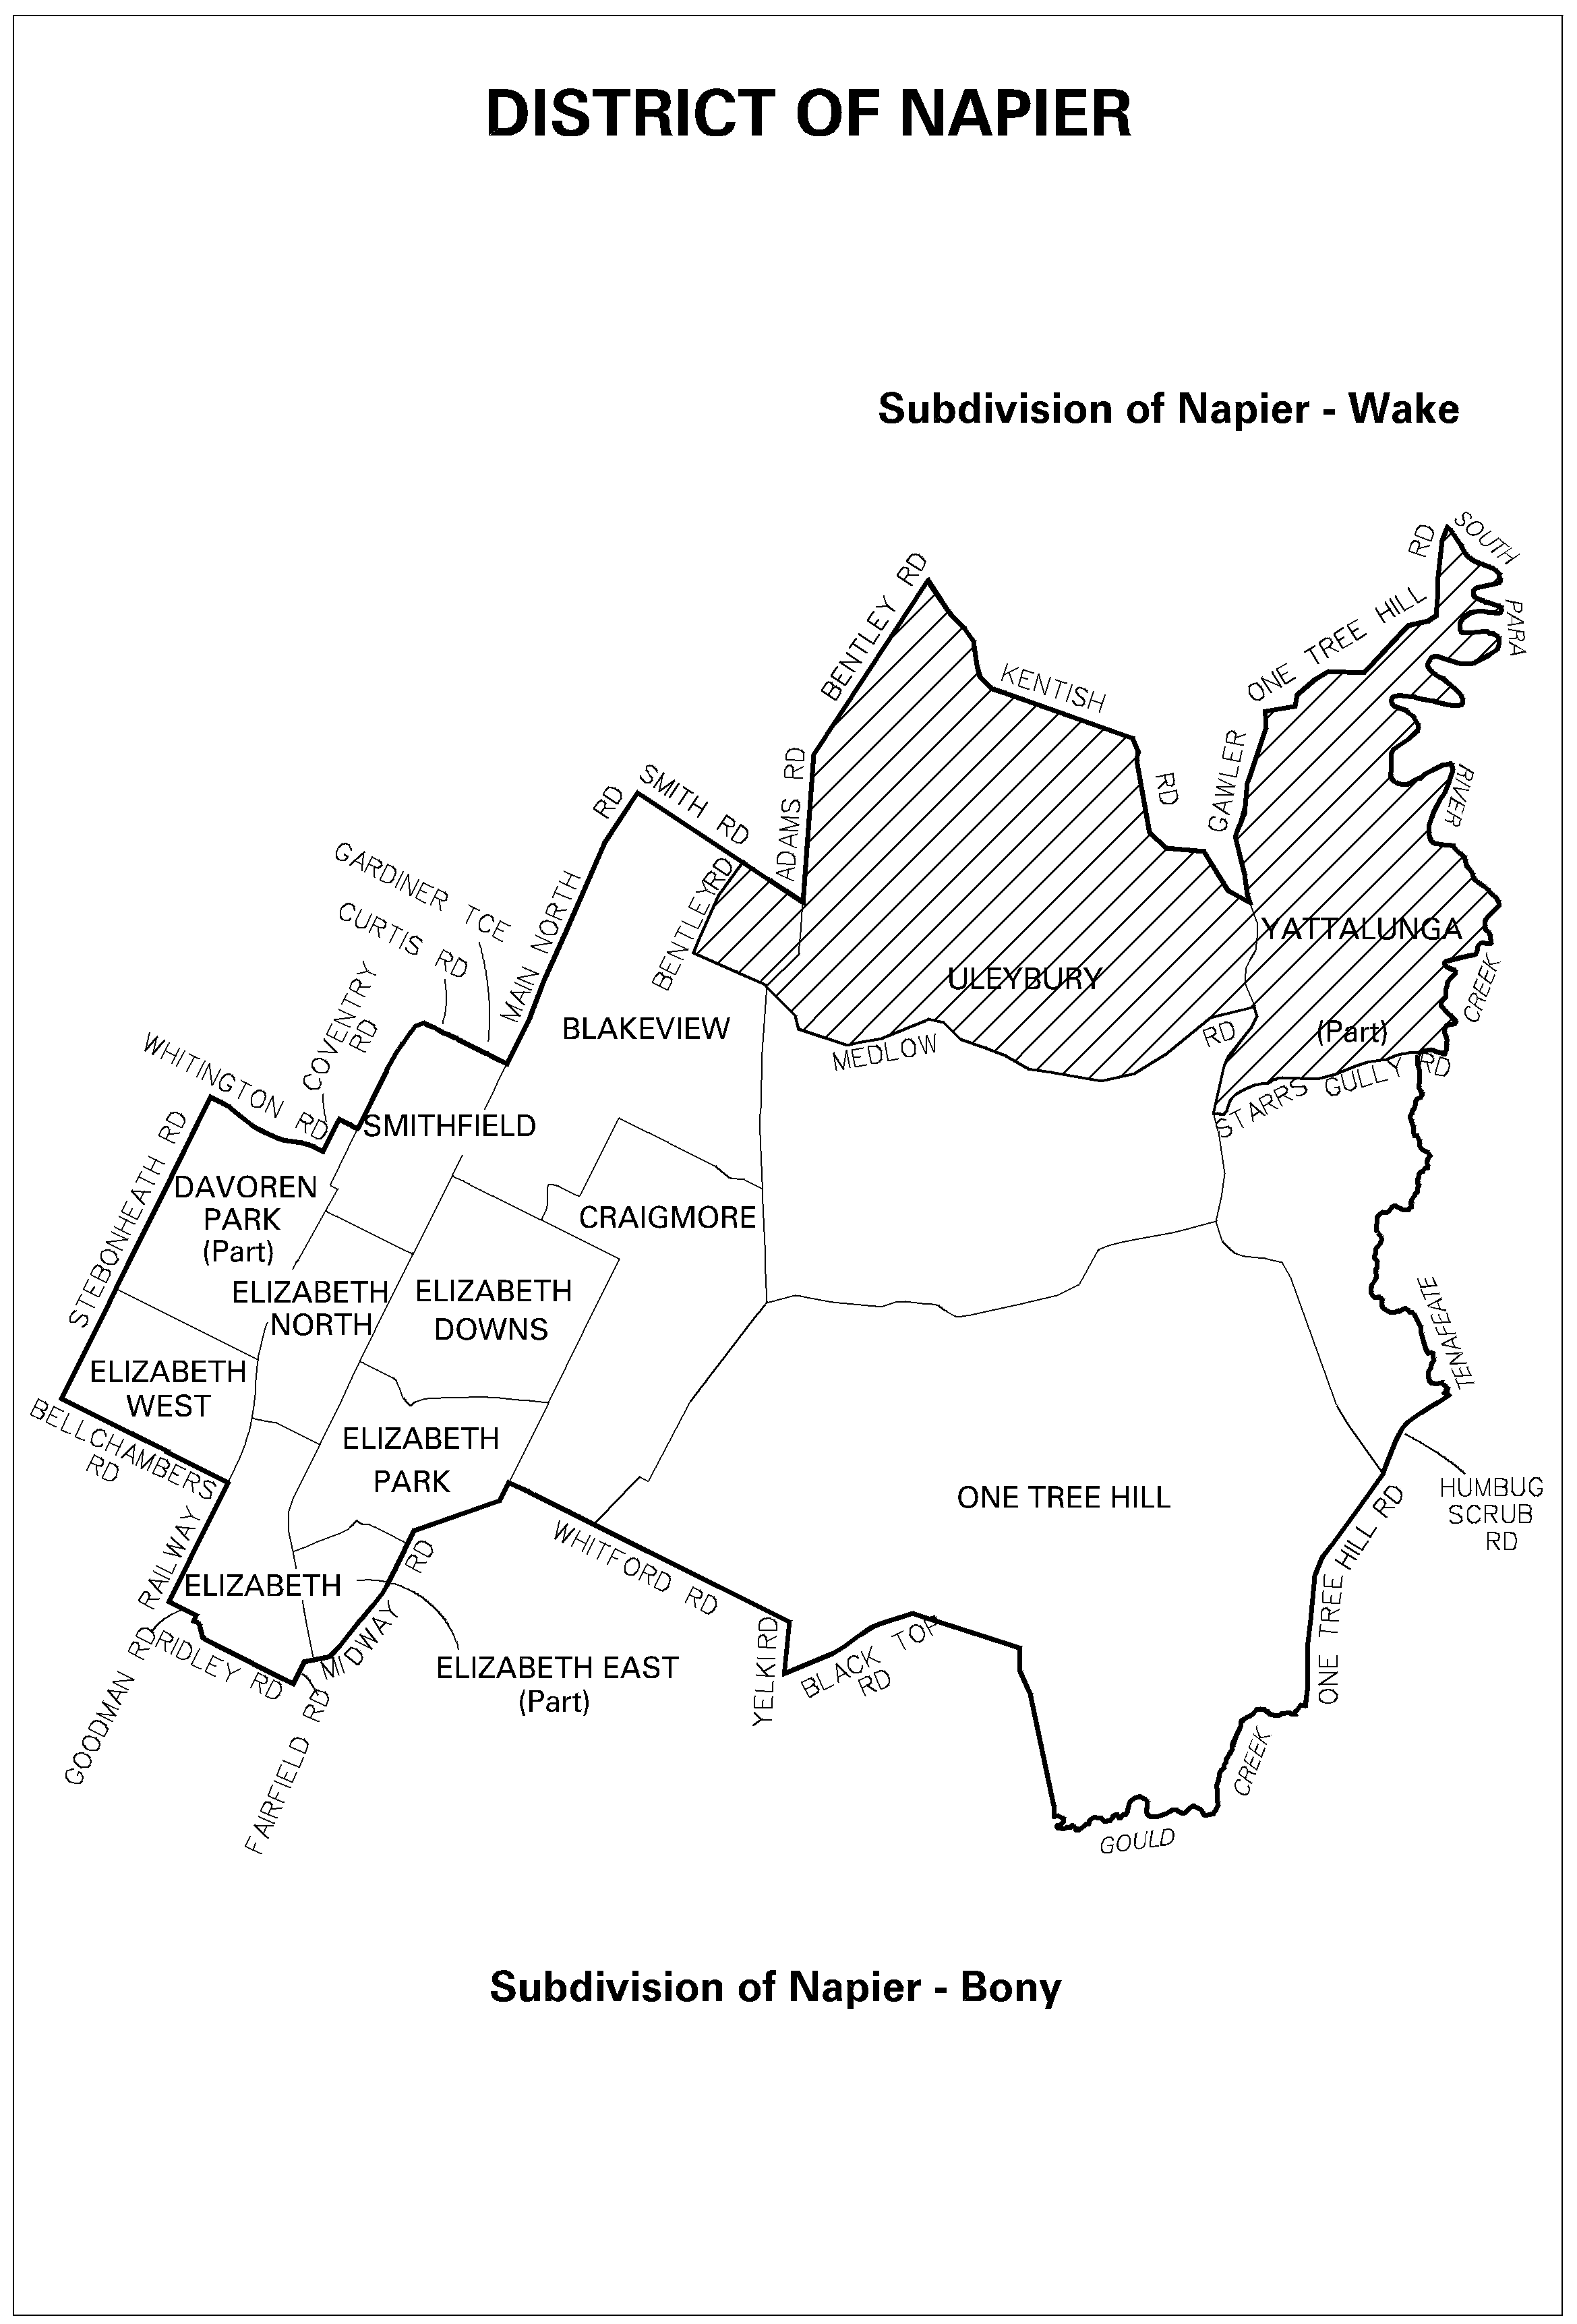 DISTRICT OF NAPIER
Subdivision of Napier - Wake
SOUTH
PARA
RIVER
ONE TREE HILL RD
GAWLER
BENTLEY RD
KENTISH
RD
ADAMS RD
SMITH RD
BENTLEY RD
MAIN NORTH RD
GARDINER TCE
CURTIS RD
COVENTRY
RD
WHITINGTON RD
STEBONHEATH RD
YATTALUNGA
(Part)
ULEYBURY
CREEK
MEDLOW
RD
STARRS GULLY RD
BLAKEVIEW
SMITHFIELD
DAVOREN
PARK
(Part)
CRAIGMORE
ELIZABETH
NORTH
ELIZABETH
DOWNS
ELIZABETH
WEST
BELLCHAMBERS
RD
ELIZABETH
PARK
TENAFEATE
ONE TREE HILL
HUMBUG
SCRUB
RD
ONE TREE HILL RD
WHITFORD RD
RAILWAY
ELIZABETH
MIDWAY RD
ELIZABETH EAST
(Part)
GOODMAN RD
RIDLEY RD
FAIRFIELD RD
YELKI RD
BLACK TOP
RD
CREEK
GOULD
Subdivision of Napier - Bony